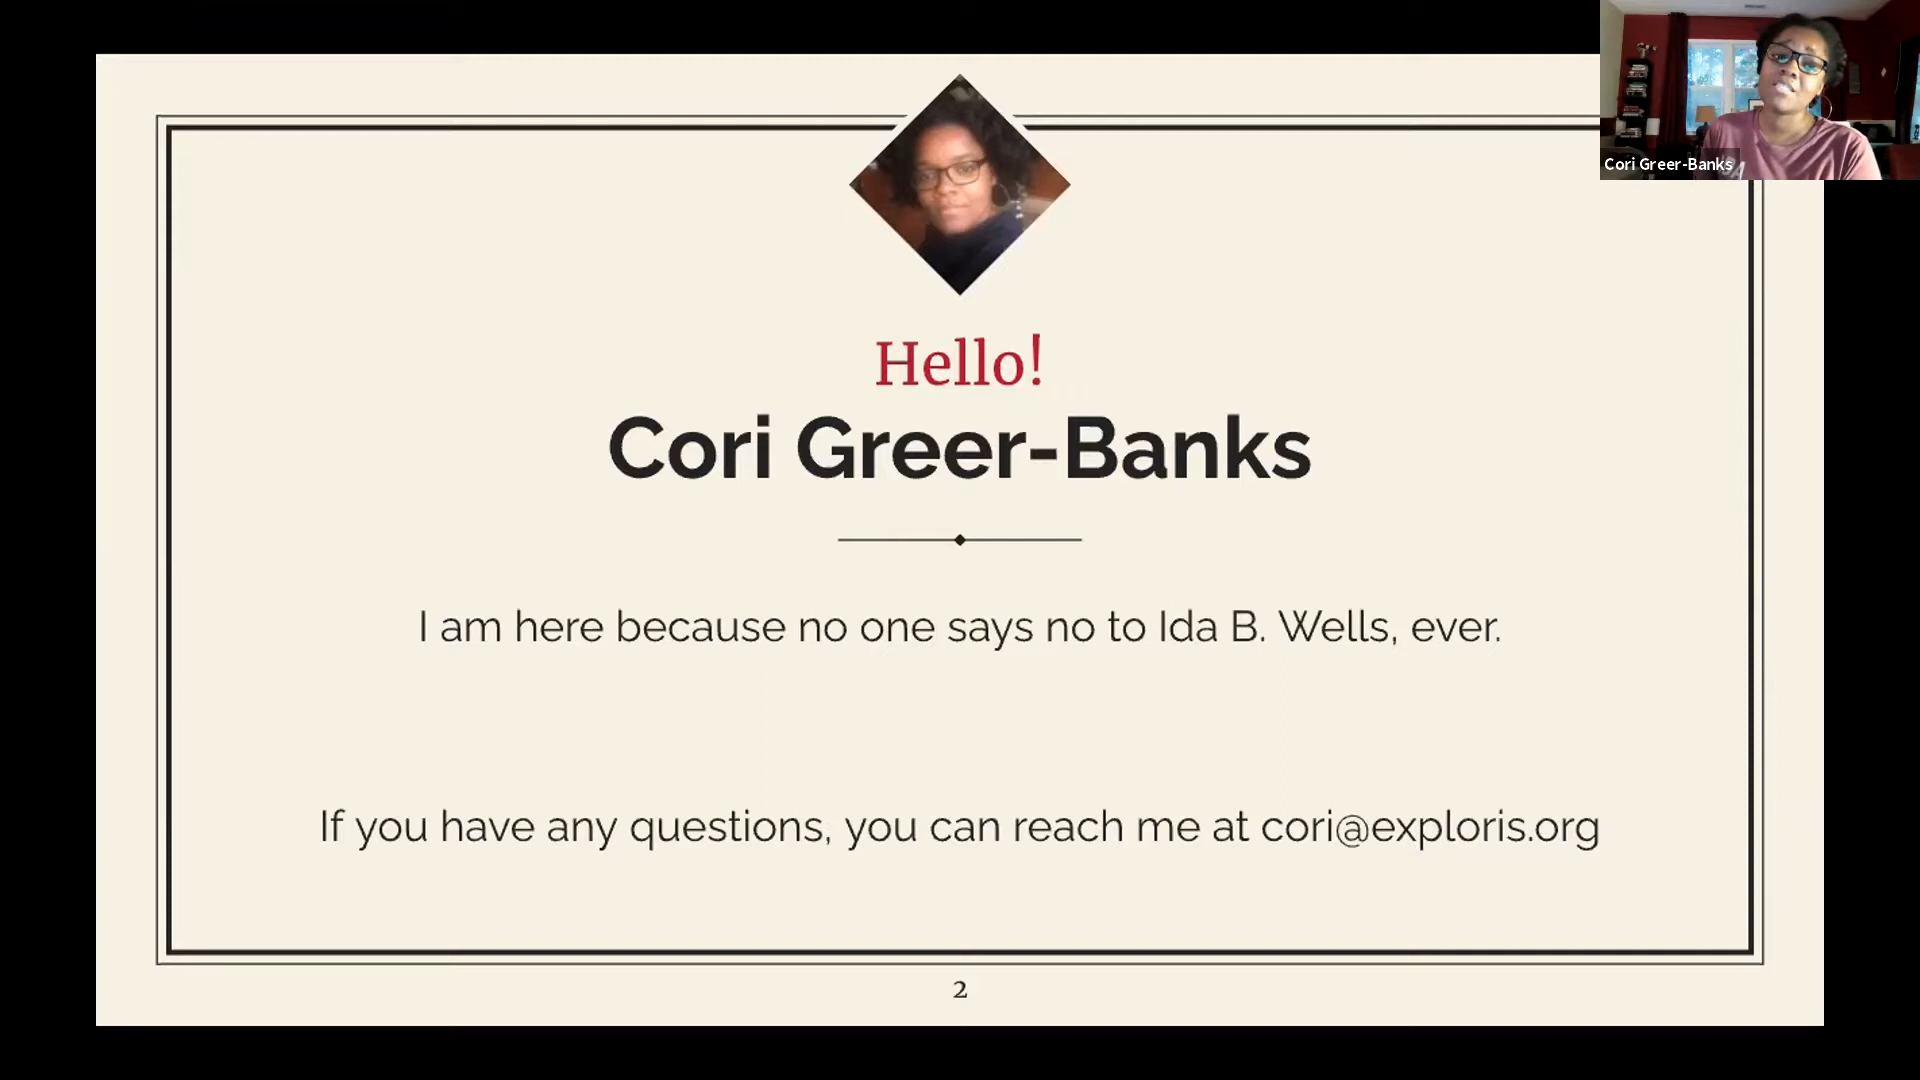 Cori Greer-Banks
Hello!
Cori Greer-Banks
I am here because no one says no to Ida B. Wells, ever.
If you have any questions, you can reach me at cori@exploris.org
2